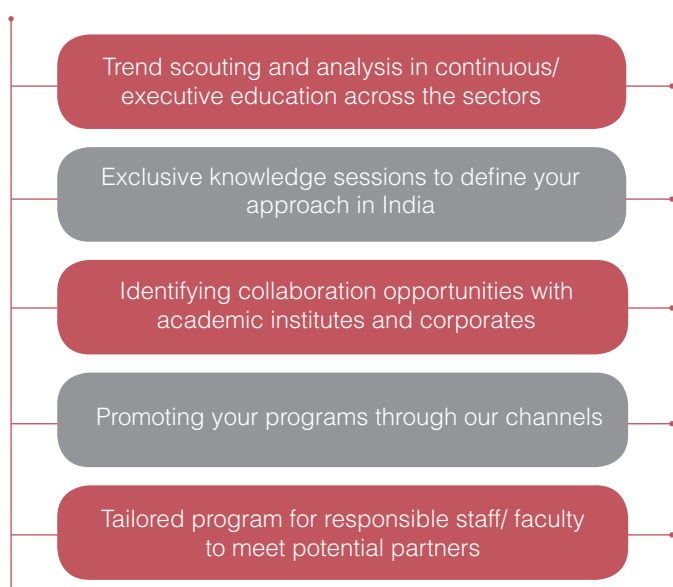 Trend scouting and analysis in continuous/
executive education across the sectors
Exclusive knowledge sessions to define your
approach in India
Identifying collaboration opportunities with
academic institutes and corporates
Promoting your programs through our channels
Tailored program for responsible staff/ faculty
to meet potential partners